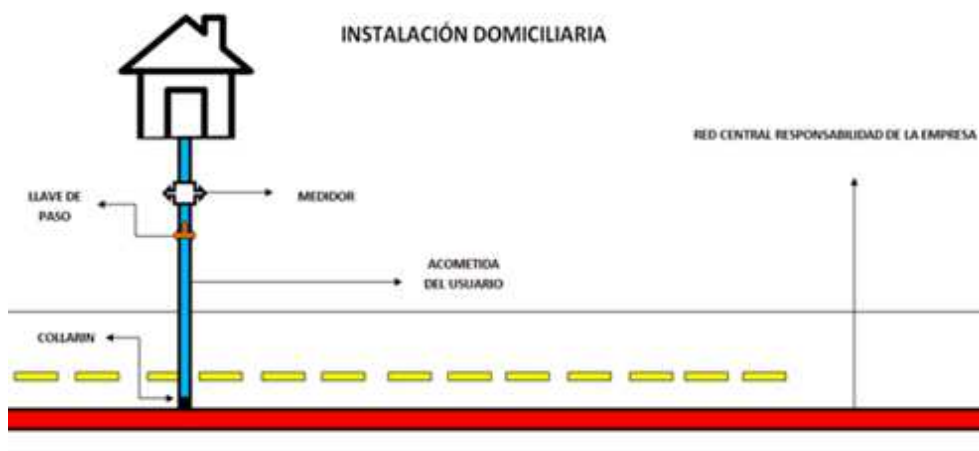 INSTALACIÓN DOMICILIARIA
RED CENTRAL RESPONSABILIDAD DE LA EMPRESA
LLAVE DE
PASO
MEDIDOR
ACOMETIDA
DEL USUARIO
COLLARIN